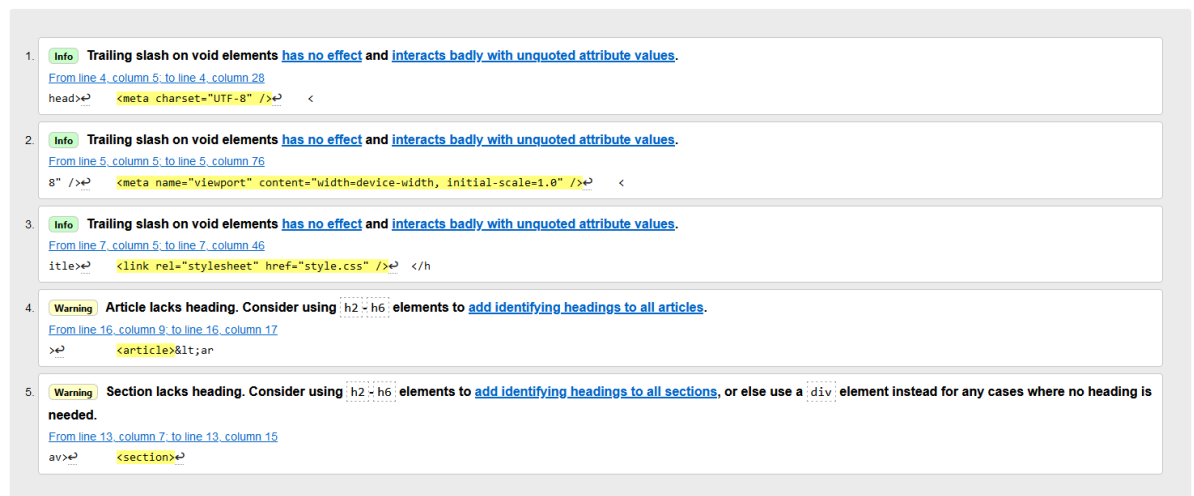 1. Info Trailing slash on void elements has no effect and interacts badly with unquoted attribute values.
From line 4, column 5; to line 4, column 28
head>↩    <meta charset="UTF-8" />↩    <
2. Info Trailing slash on void elements has no effect and interacts badly with unquoted attribute values.
From line 5, column 5; to line 5, column 76
8" />↩    <meta name="viewport" content="width=device-width, initial-scale=1.0" />↩    <
3. Info Trailing slash on void elements has no effect and interacts badly with unquoted attribute values.
From line 7, column 5; to line 7, column 46
itle>↩    <link rel="stylesheet" href="style.css" />↩  </h
4. Warning Article lacks heading. Consider using h2-h6 elements to add identifying headings to all articles.
From line 16, column 9; to line 16, column 17
>↩        <article>&lt;ar
5. Warning Section lacks heading. Consider using h2-h6 elements to add identifying headings to all sections, or else use a div element instead for any cases where no heading is
needed.
From line 13, column 7; to line 13, column 15
av>↩      <section>↩